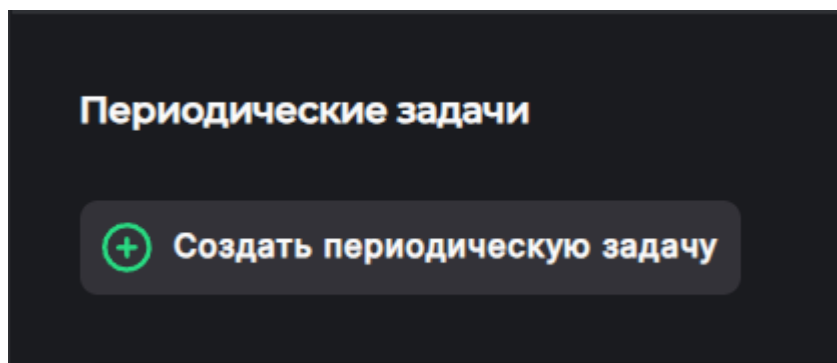 Периодические задачи
Создать периодическую задачу